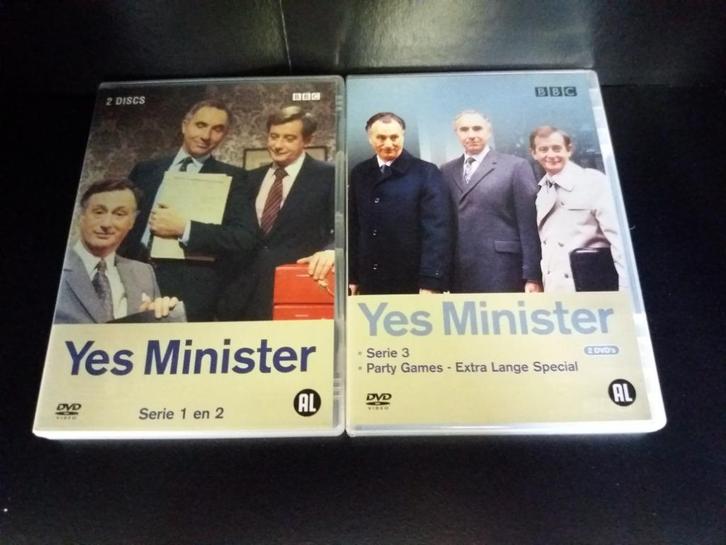 2 DISCS
BBC
Yes Minister
DVD
VIDEO
Serie 1 en 2
AL
BBC
Yes Minister
• Serie 3
2 DVD's
• Party Games - Extra Lange Special
DVD
VIDEO
AL